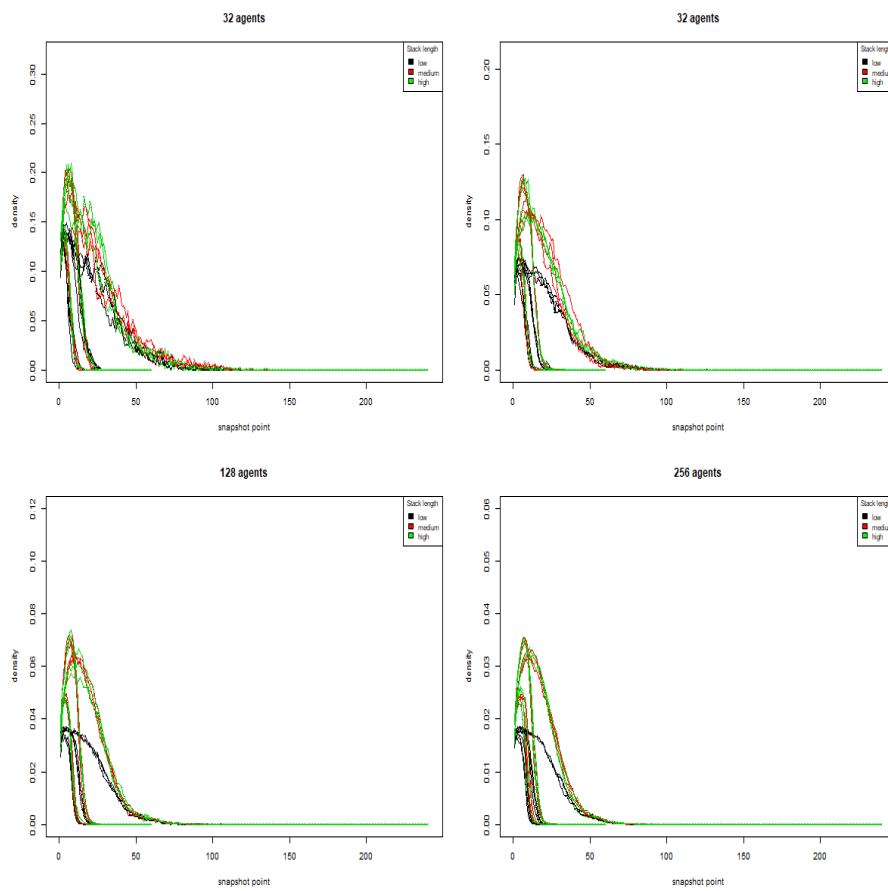 32 agents
Stack length
low
medium
high
0.00 0.05 0.10 0.15 0.20 0.25 0.30
density
0 50 100 150 200
snapshot point
32 agents
Stack length
low
medium
high
0.00 0.05 0.10 0.15 0.20
density
0 50 100 150 200
snapshot point
128 agents
Stack length
low
medium
high
0.00 0.02 0.04 0.06 0.08 0.10 0.12
density
0 50 100 150 200
snapshot point
256 agents
Stack length
low
medium
high
0.00 0.01 0.02 0.03 0.04 0.05 0.06
density
0 50 100 150 200
snapshot point